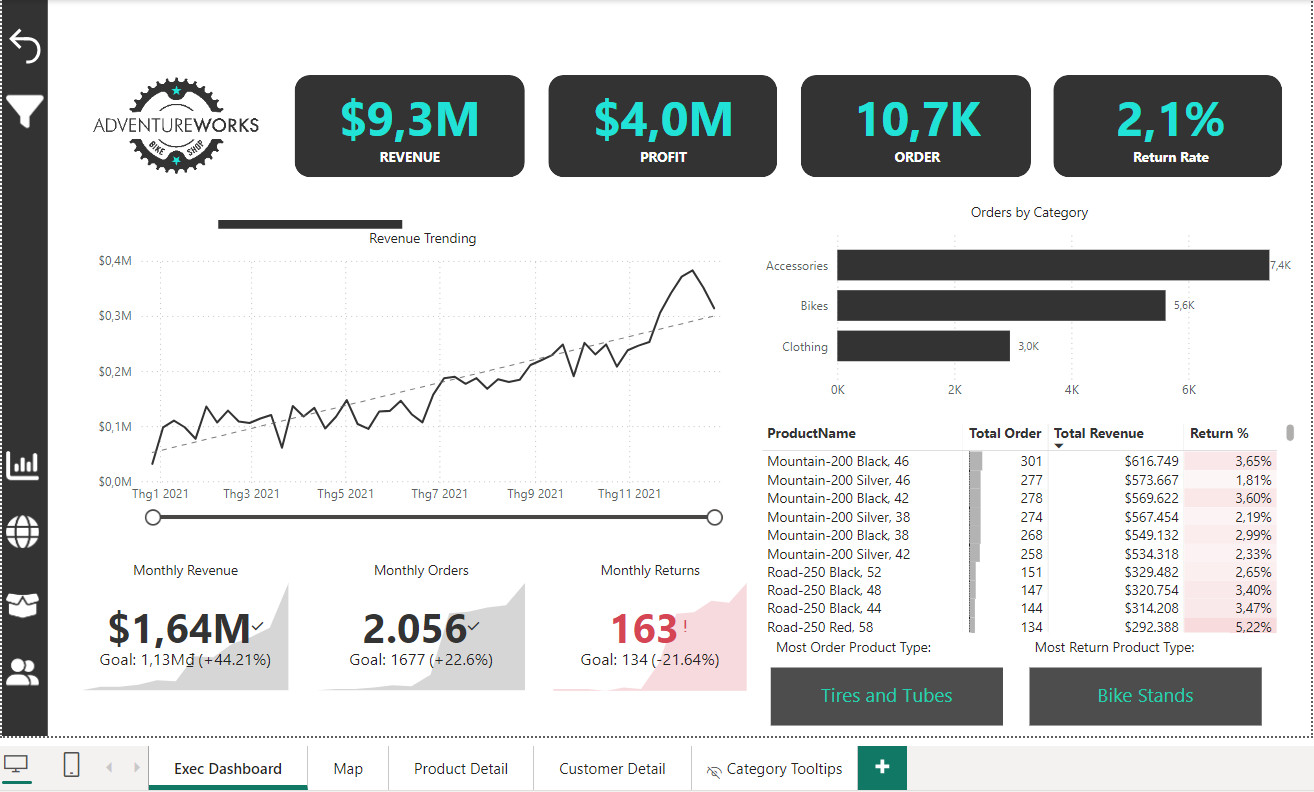 ADVENTUREWORKS
BIKE SHOP
$9,3M
REVENUE
$4,0M
PROFIT
10,7K
ORDER
2,1%
Return Rate
Revenue Trending
$0,4M
$0,3M
$0,2M
$0,1M
$0,0M
Thg1 2021 Thg3 2021 Thg5 2021 Thg7 2021 Thg9 2021 Thg11 2021
Orders by Category
Accessories 7,4K
Bikes 5,6K
Clothing 3,0K
0K 2K 4K 6K
ProductName Total Order Total Revenue Return %
Mountain-200 Black, 46 301 $616.749 3,65%
Mountain-200 Silver, 46 277 $573.667 1,81%
Mountain-200 Black, 42 278 $569.622 3,60%
Mountain-200 Silver, 38 274 $567.454 2,19%
Mountain-200 Black, 38 268 $549.132 2,99%
Mountain-200 Silver, 42 258 $534.318 2,33%
Road-250 Black, 52 151 $329.482 2,65%
Road-250 Black, 48 147 $320.754 3,40%
Road-250 Black, 44 144 $314.208 3,47%
Road-250 Red, 58 134 $292.388 5,22%
Monthly Revenue
$1,64M
Goal: 1,13M₫ (+44.21%)
Monthly Orders
2.056
Goal: 1677 (+22.6%)
Monthly Returns
163!
Goal: 134 (-21.64%)
Most Order Product Type:
Tires and Tubes
Most Return Product Type:
Bike Stands
Exec Dashboard Map Product Detail Customer Detail Category Tooltips +